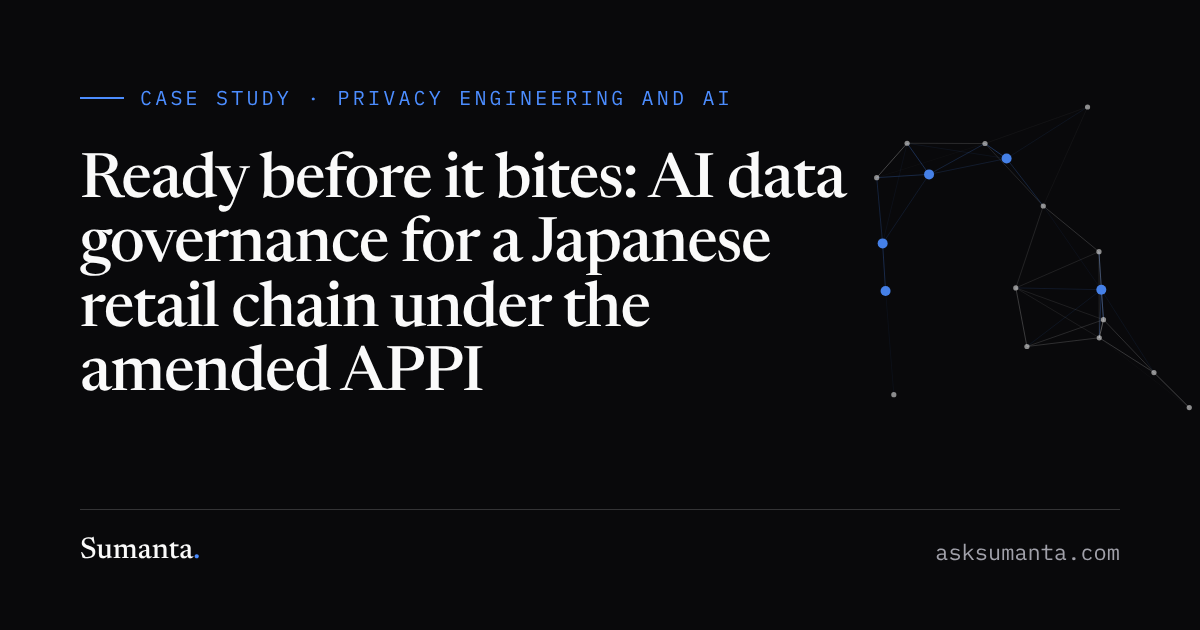 CASE STUDY · PRIVACY ENGINEERING AND AI
Ready before it bites: AI data
governance for a Japanese
retail chain under the
amended APPI
Sumanta.
asksumanta.com